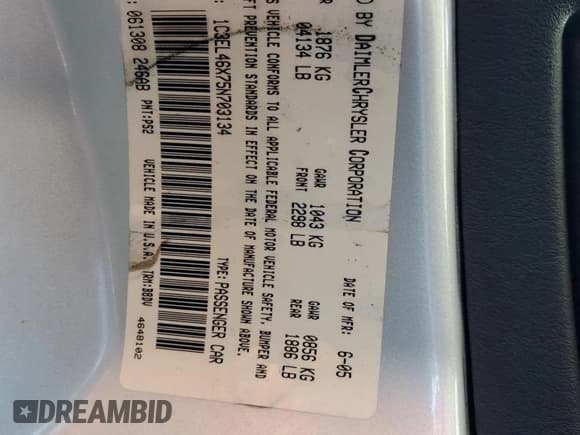 D BY DAIMLERCHRYSLER CORPORATION
DATE OF MFR: 6-05
R
1876 KG
04134 LB
GAWR
FRONT
1043 KG
2298 LB
GAWR
REAR
0856 KG
1886 LB
S VEHICLE CONFORMS TO ALL APPLICABLE FEDERAL MOTOR VEHICLE SAFETY, BUMPER AND
FT PREVENTION STANDARDS IN EFFECT ON THE DATE OF MANUFACTURE SHOWN ABOVE.
1C3EL46X75N703134
TYPE: PASSENGER CAR
061308 2460B
PNT: PS2
VEHICLE MADE IN U.S.A.
TRM: B8DV
4648102
DREAMBID